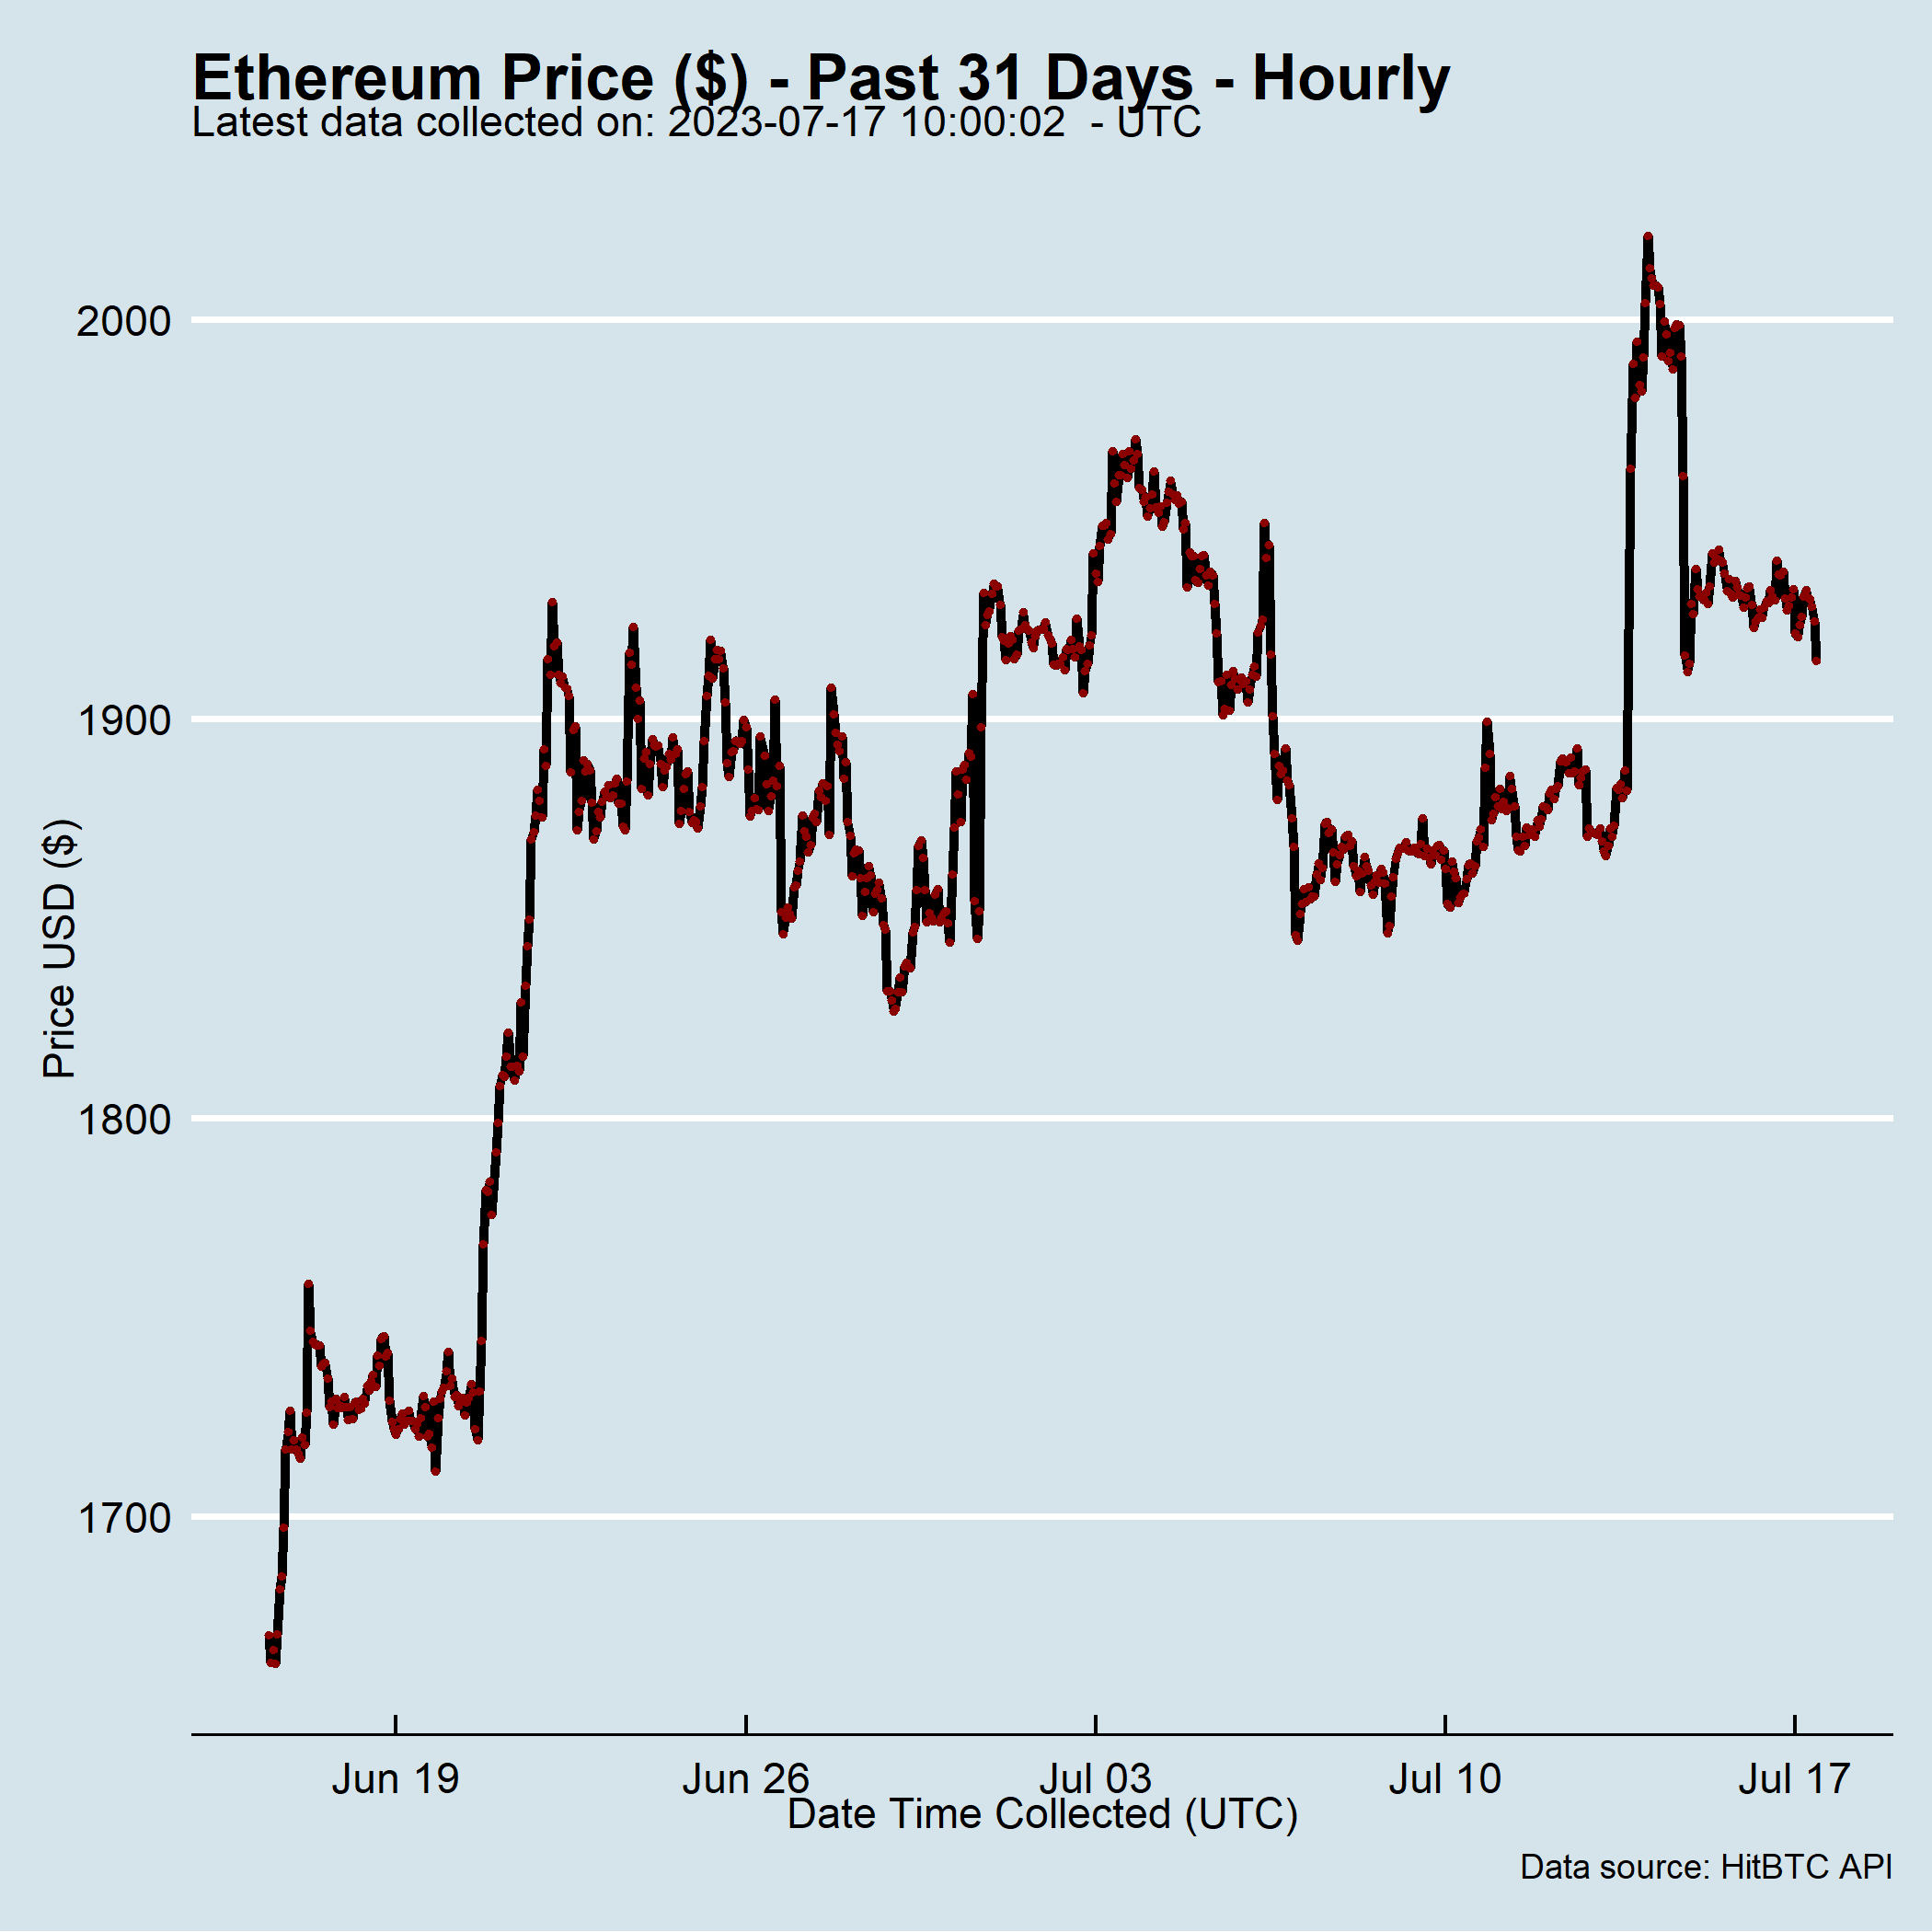 Ethereum Price ($) - Past 31 Days - Hourly
Latest data collected on: 2023-07-17 10:00:02  - UTC
2000
1900
1800
1700
Price USD ($)
Jun 19
Jun 26
Jul 03
Jul 10
Jul 17
Date Time Collected (UTC)
Data source: HitBTC API